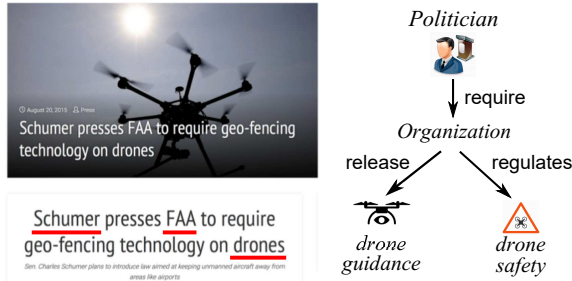 August 20, 2015 Press
Schumer presses FAA to require geo-fencing
technology on drones
Schumer presses FAA to require
geo-fencing technology on drones
Sen. Charles Schumer plans to introduce law aimed at keeping unmanned aircraft away from
areas like airports
Politician
require
Organization
release regulates
drone
guidance
drone
safety